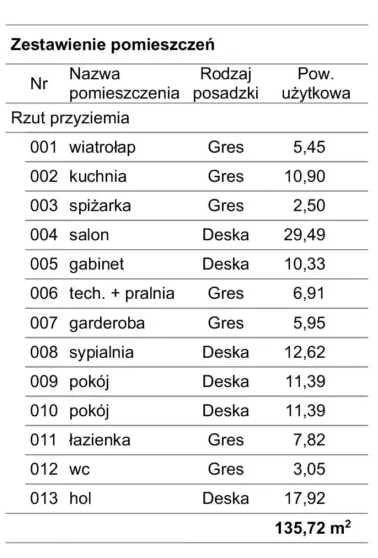 Zestawienie pomieszczeń
Nr Nazwa pomieszczenia Rodzaj posadzki Pow. użytkowa
Rzut przyziemia
001 wiatrołap Gres 5,45
002 kuchnia Gres 10,90
003 spiżarka Gres 2,50
004 salon Deska 29,49
005 gabinet Deska 10,33
006 tech. + pralnia Gres 6,91
007 garderoba Gres 5,95
008 sypialnia Deska 12,62
009 pokój Deska 11,39
010 pokój Deska 11,39
011 łazienka Gres 7,82
012 wc Gres 3,05
013 hol Deska 17,92
135,72 m²